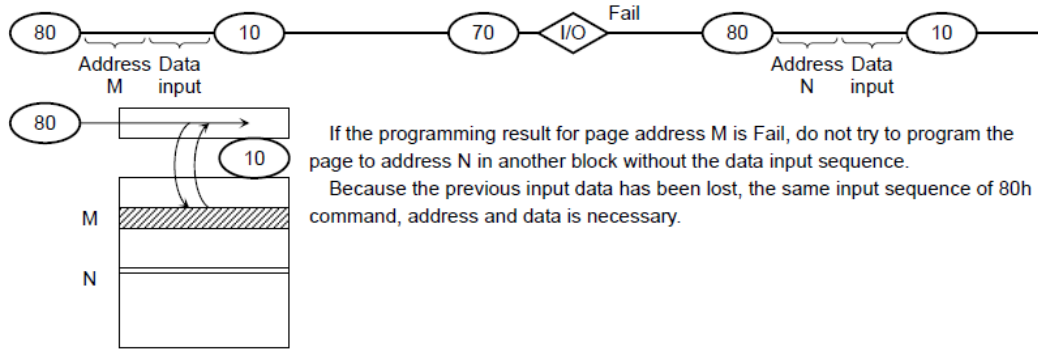 Fail
80 10 70 I/O 80 10
Address Data Address Data
M input N input
80
If the programming result for page address M is Fail, do not try to program the
10 page to address N in another block without the data input sequence.
Because the previous input data has been lost, the same input sequence of 80h
M command, address and data is necessary.
N